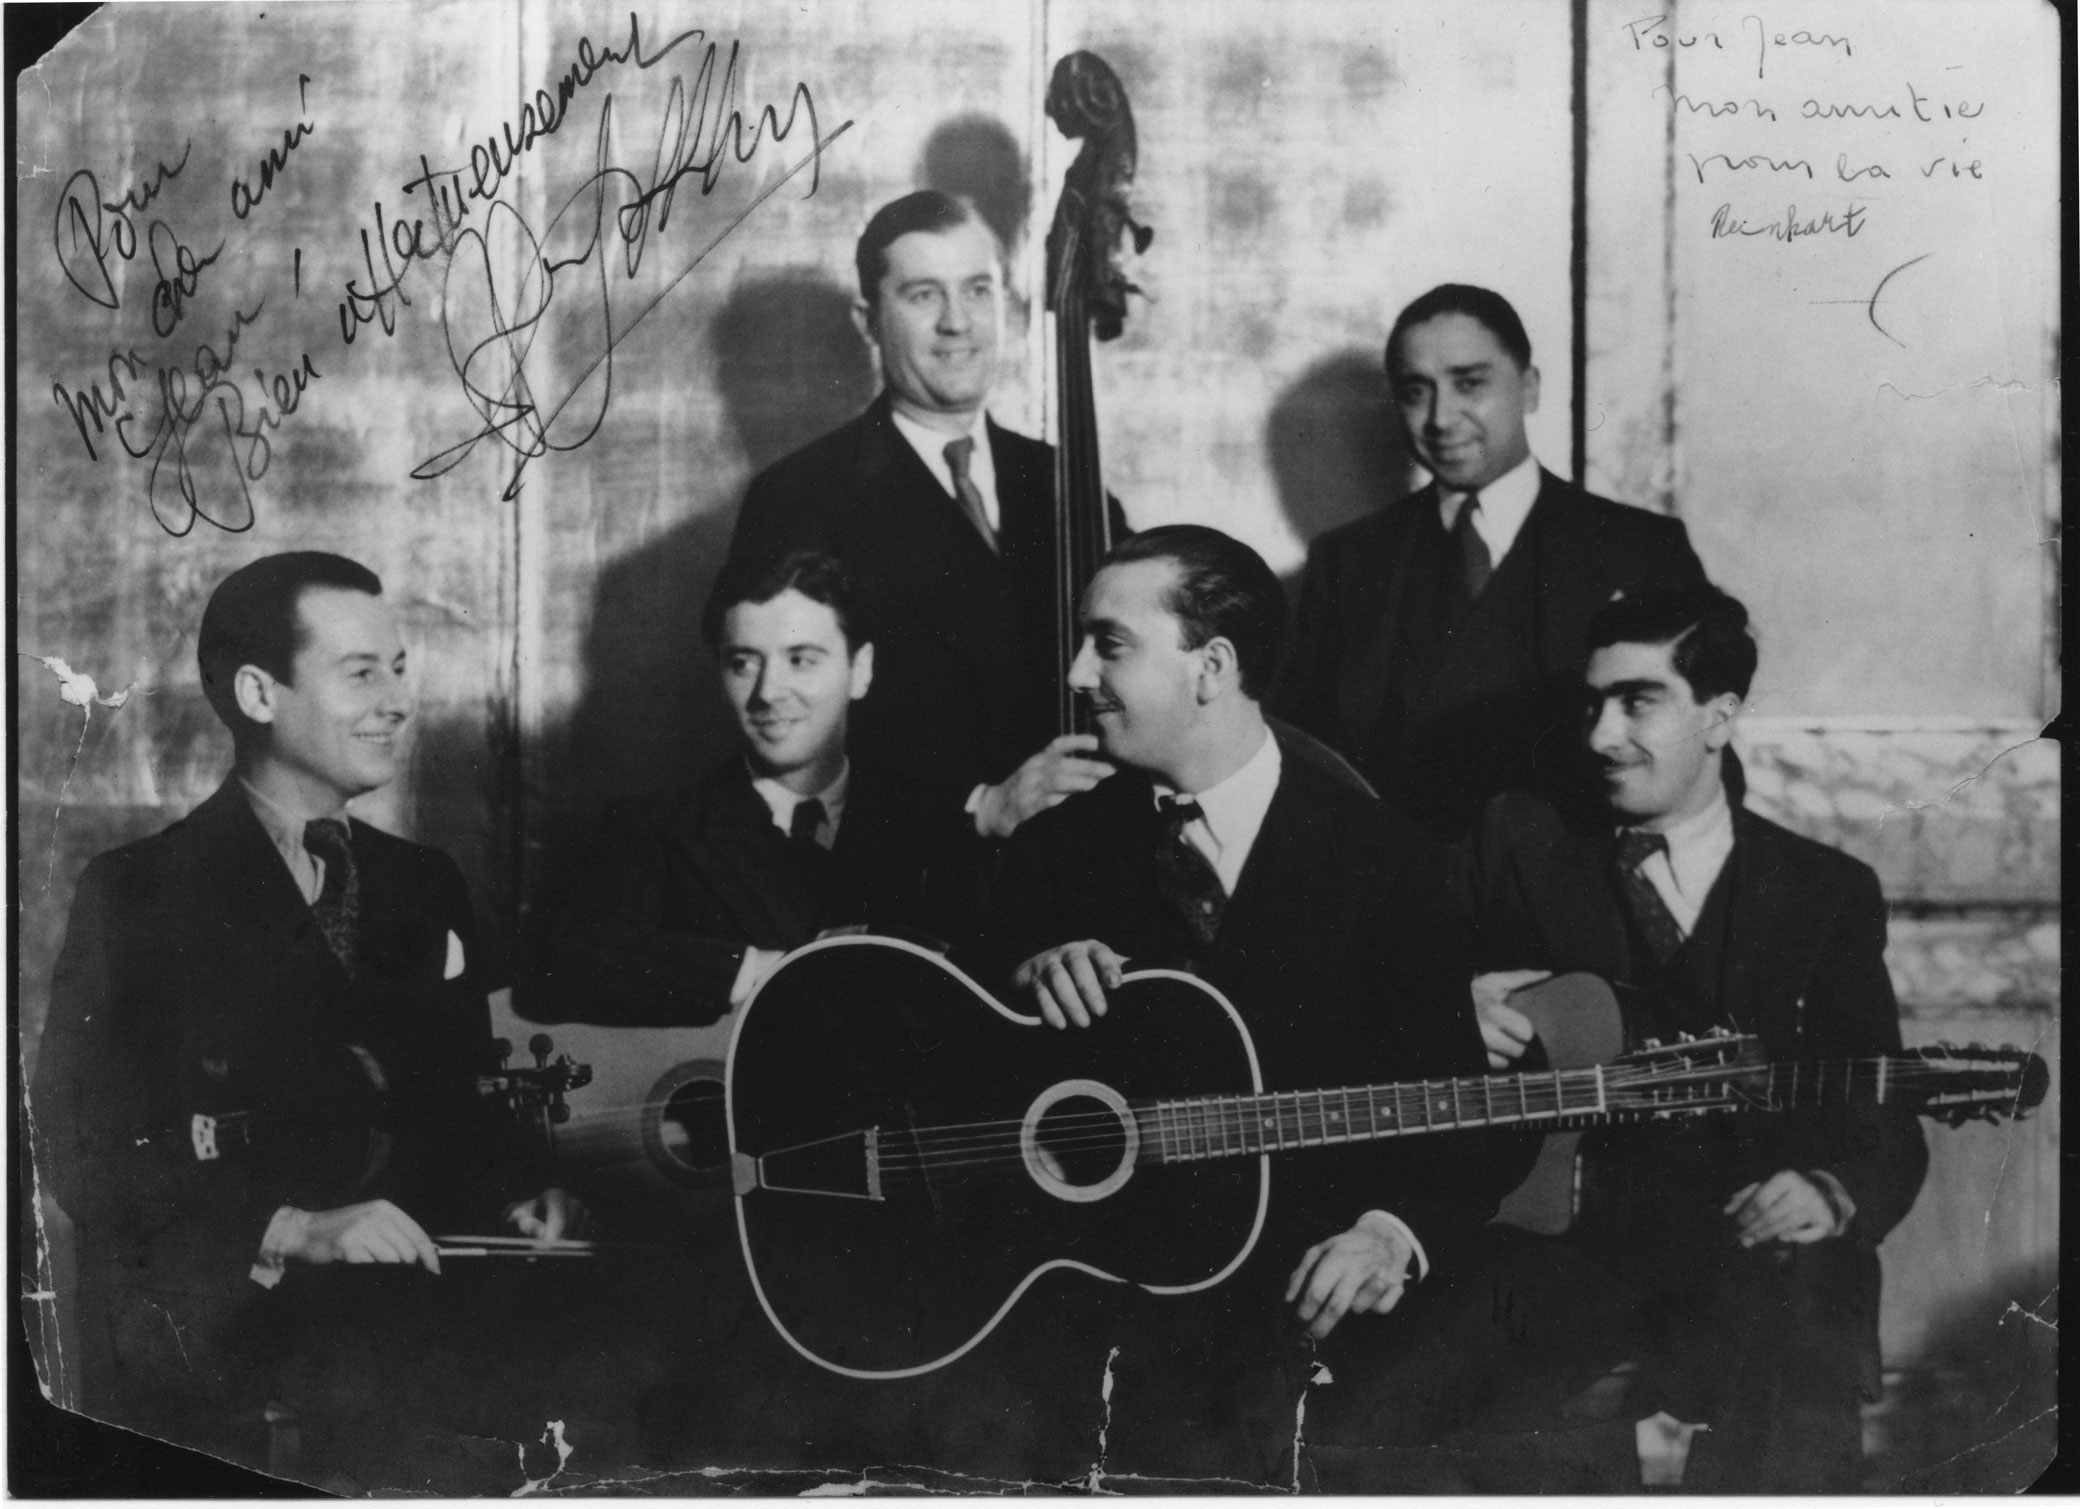 Pour
mon cher ami
Jean !
Bien affectueusement
Pour Jean
mon amitie
pour la vie
Reinhart